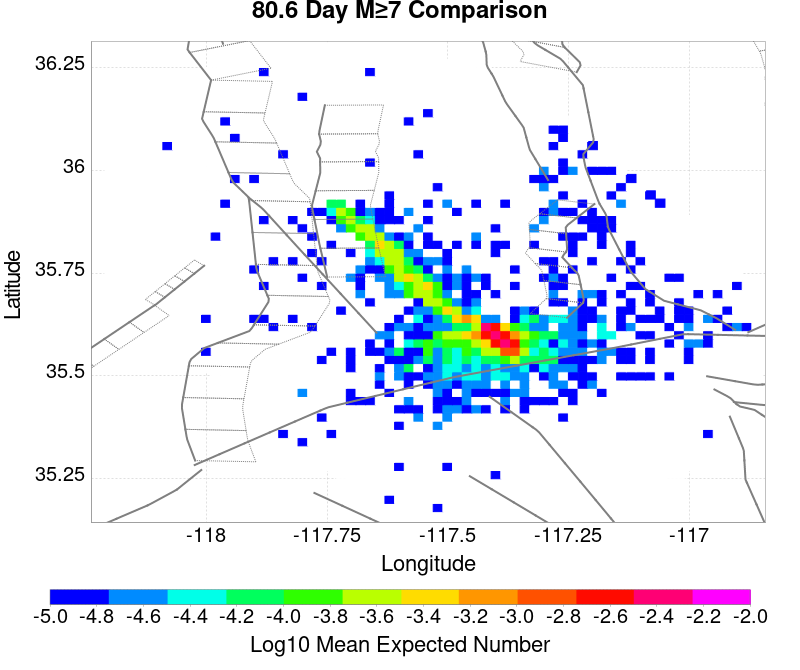 80.6 Day M≥7 Comparison
36.25
36
35.75
35.5
35.25
Latitude
-118 -117.75 -117.5 -117.25 -117
Longitude
-5.0 -4.8 -4.6 -4.4 -4.2 -4.0 -3.8 -3.6 -3.4 -3.2 -3.0 -2.8 -2.6 -2.4 -2.2 -2.0
Log10 Mean Expected Number